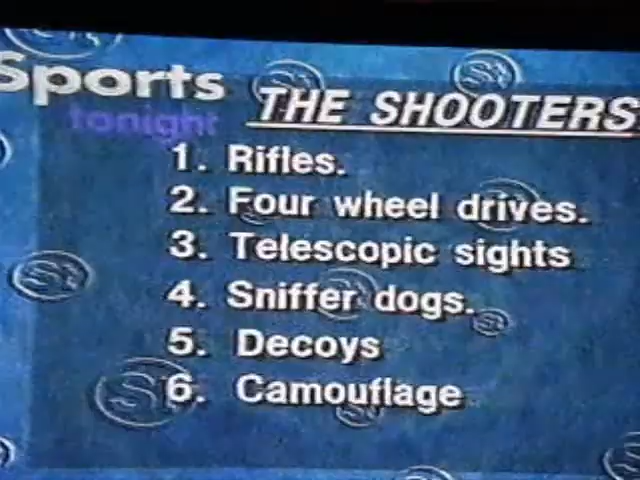 Sports
tonight
THE SHOOTERS
1. Rifles.
2. Four wheel drives.
3. Telescopic sights
4. Sniffer dogs.
5. Decoys
6. Camouflage